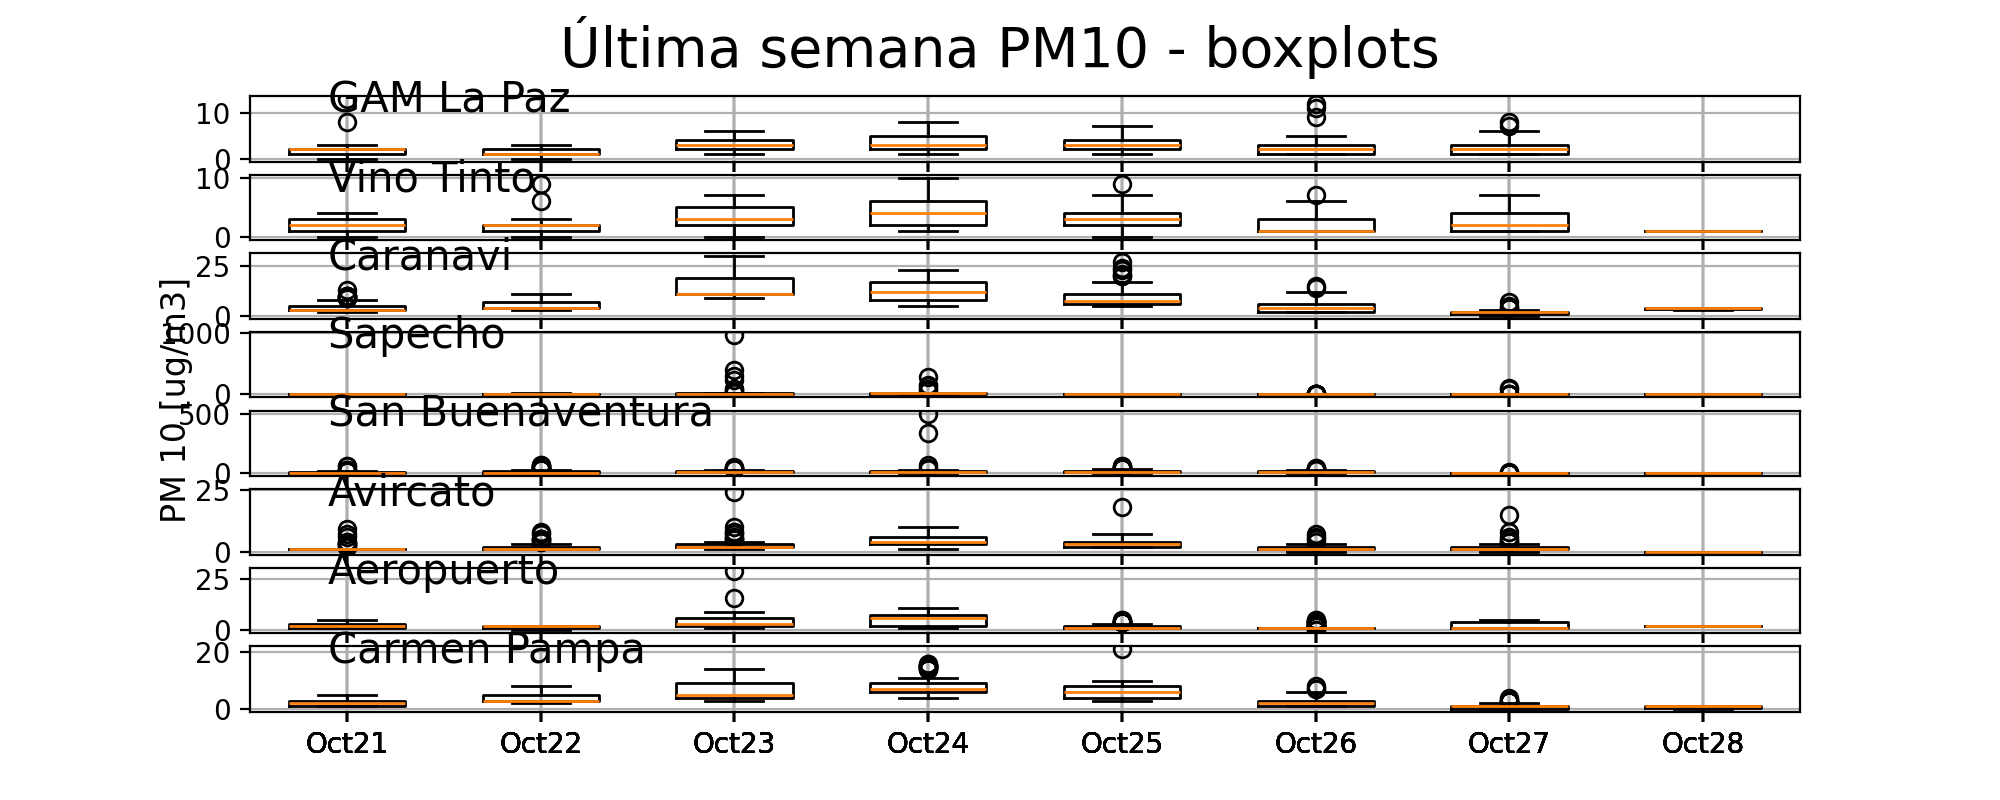 Última semana PM10 - boxplots
GAM La Paz
10
0
Vino Tinto
10
0
Caranavi
25
0
PM 10 [ug/m3]
Sapecho
1000
0
San Buenaventura
500
0
Avircato
25
0
Aeropuerto
25
0
Carmen Pampa
20
0
Oct21 Oct22 Oct23 Oct24 Oct25 Oct26 Oct27 Oct28